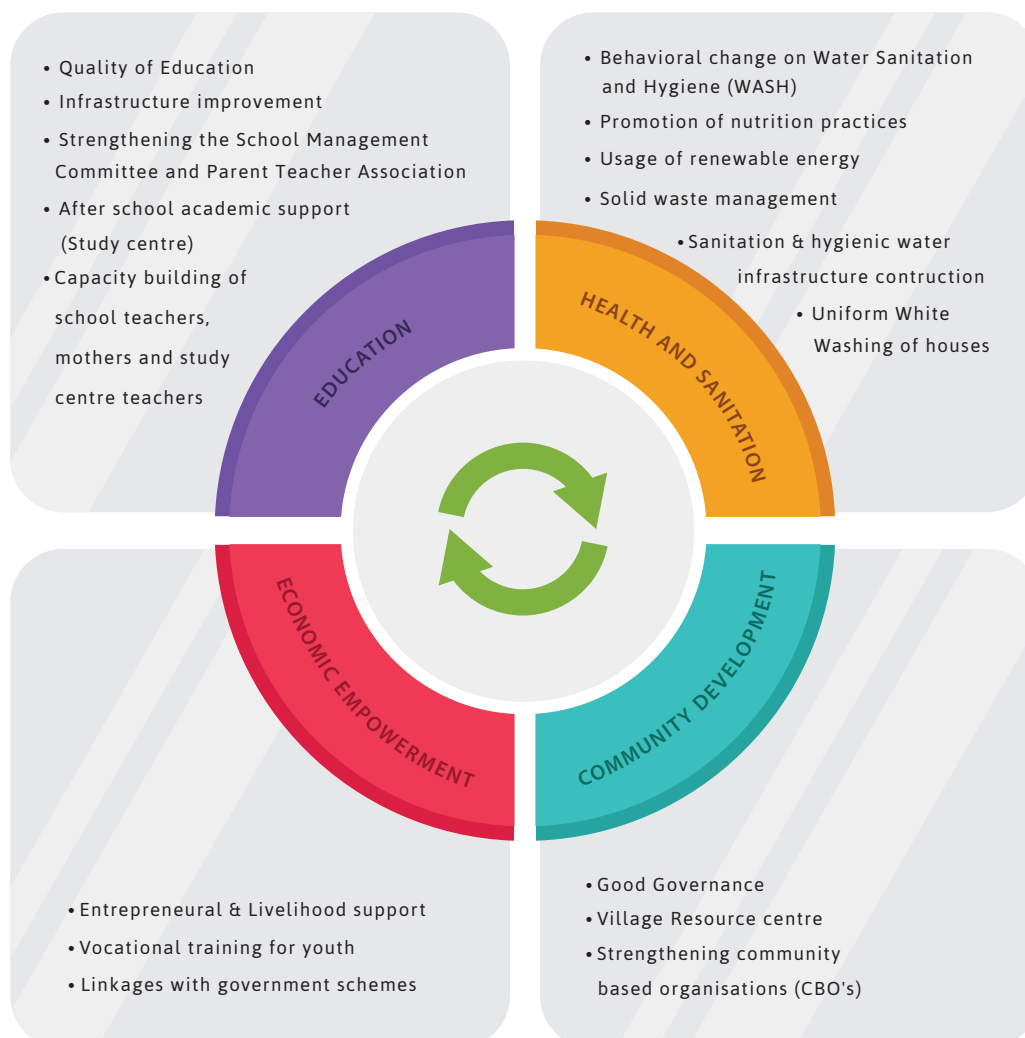 • Quality of Education
• Infrastructure improvement
• Strengthening the School Management
Committee and Parent Teacher Association
• After school academic support
(Study centre)
• Capacity building of
school teachers,
mothers and study
centre teachers
EDUCATION
• Behavioral change on Water Sanitation
and Hygiene (WASH)
• Promotion of nutrition practices
• Usage of renewable energy
• Solid waste management
• Sanitation & hygienic water
infrastructure contruction
• Uniform White
Washing of houses
HEALTH AND SANITATION
ECONOMIC EMPOWERMENT
• Entrepreneural & Livelihood support
• Vocational training for youth
• Linkages with government schemes
COMMUNITY DEVELOPMENT
• Good Governance
• Village Resource centre
• Strengthening community
based organisations (CBO's)